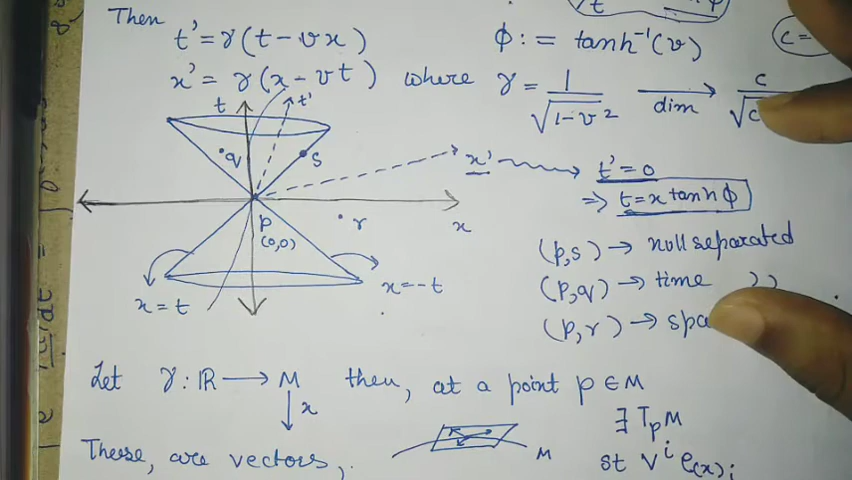 Then
t' = γ(t - vx)
ϕ := tanh⁻¹(v)
c =
x' = γ(x - vt) where γ = 1/√(1-v²) → dim c/√c
t
t'
q
s
x' → t' = 0
⇒ t = x tanh ϕ
p
(0,0)
r
x
(p,s) → null separated
(p,q) → time ))
(p,r) → spa
x = t
x = -t
Let γ : ℝ → M then, at a point p ∈ M
↓ x
∃ TpM
These, are vectors,
M
st Vⁱ e(x)i